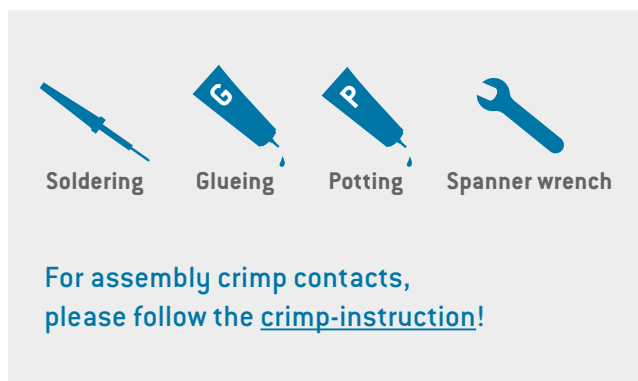 G P
Soldering Glueing Potting Spanner wrench
For assembly crimp contacts,
please follow the crimp-instruction!